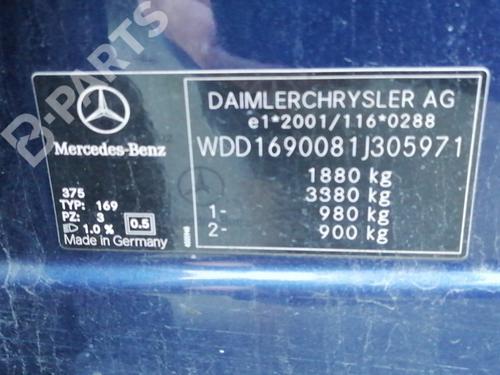 B-PARTS
Mercedes-Benz
375
TYP: 169
PZ: 3
1.0 %
0.5
Made in Germany
DAIMLERCHRYSLER AG
e1*2001/116*0288
WDD1690081J305971
1880 kg
3380 kg
1- 980 kg
2- 900 kg